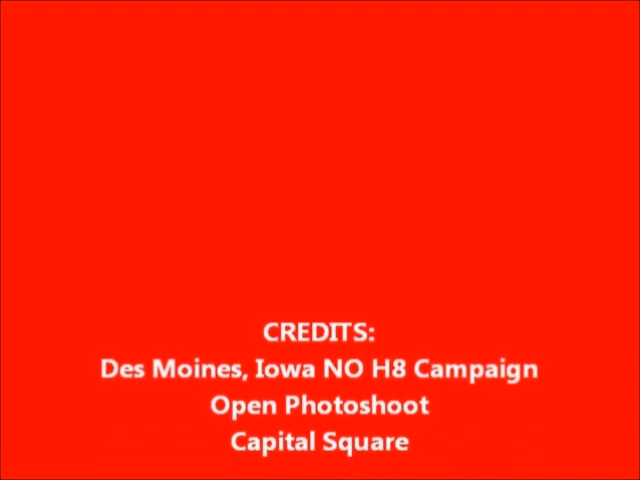 CREDITS:
Des Moines, Iowa NO H8 Campaign
Open Photoshoot
Capital Square